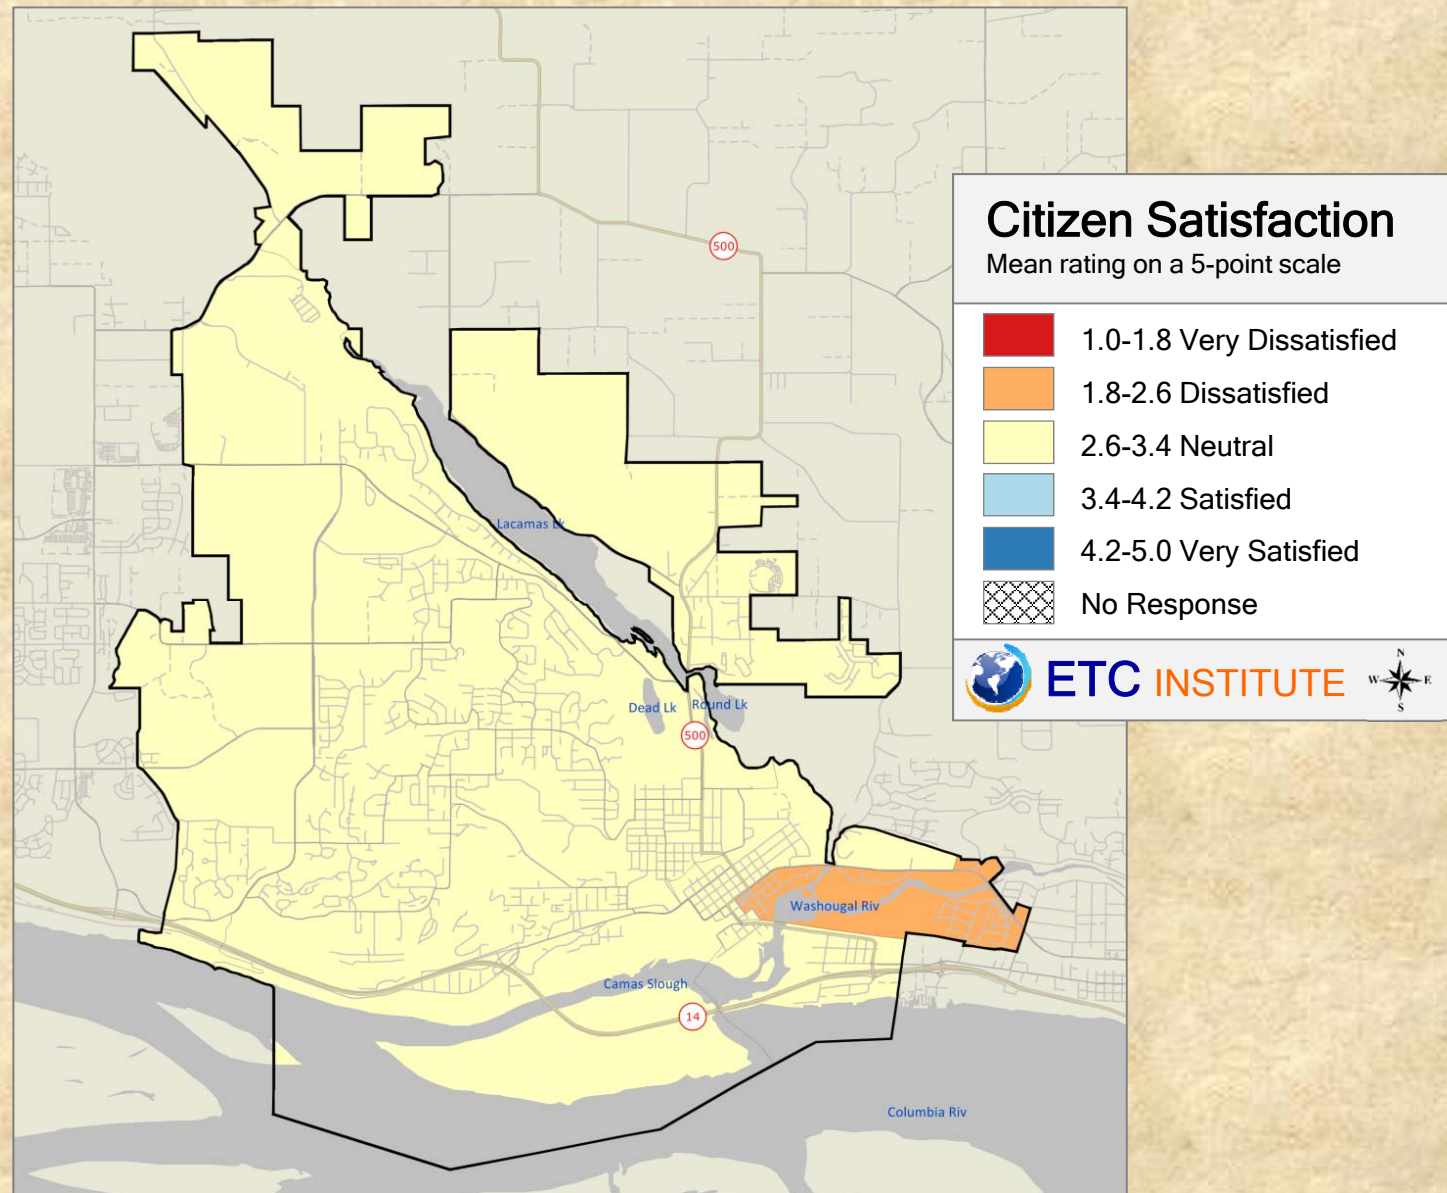 500
Citizen Satisfaction
Mean rating on a 5-point scale
1.0-1.8 Very Dissatisfied
1.8-2.6 Dissatisfied
2.6-3.4 Neutral
3.4-4.2 Satisfied
4.2-5.0 Very Satisfied
No Response
ETC INSTITUTE
N
W
E
S
Lacamas Lk
Dead Lk
Round Lk
500
Washougal Riv
Camas Slough
14
Columbia Riv